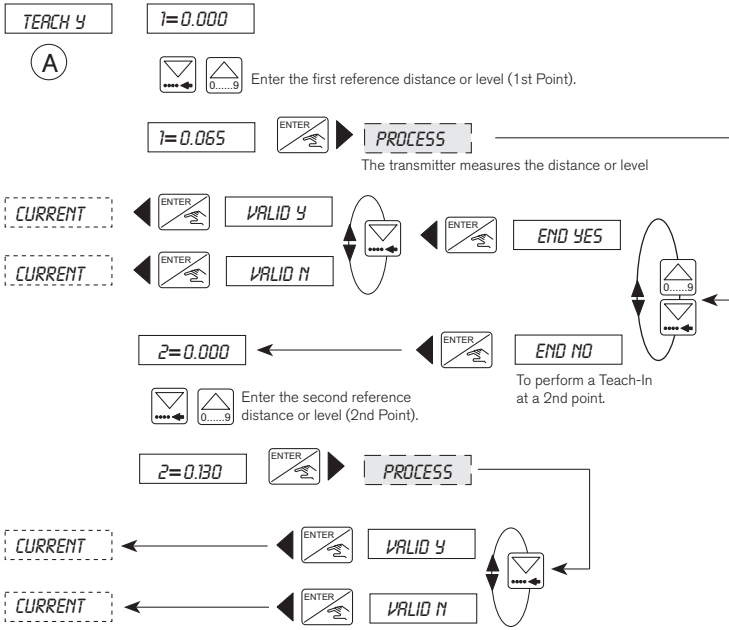 TEACH Y 1=0.000
A
0......9 Enter the first reference distance or level (1st Point).
1=0.065 ENTER PROCESS
The transmitter measures the distance or level
CURRENT ENTER VALID Y
ENTER END YES
CURRENT ENTER VALID N
0......9
2=0.000 ENTER END NO
To perform a Teach-In
at a 2nd point.
Enter the second reference
0......9 distance or level (2nd Point).
2=0.130 ENTER PROCESS
CURRENT ENTER VALID Y
CURRENT ENTER VALID N